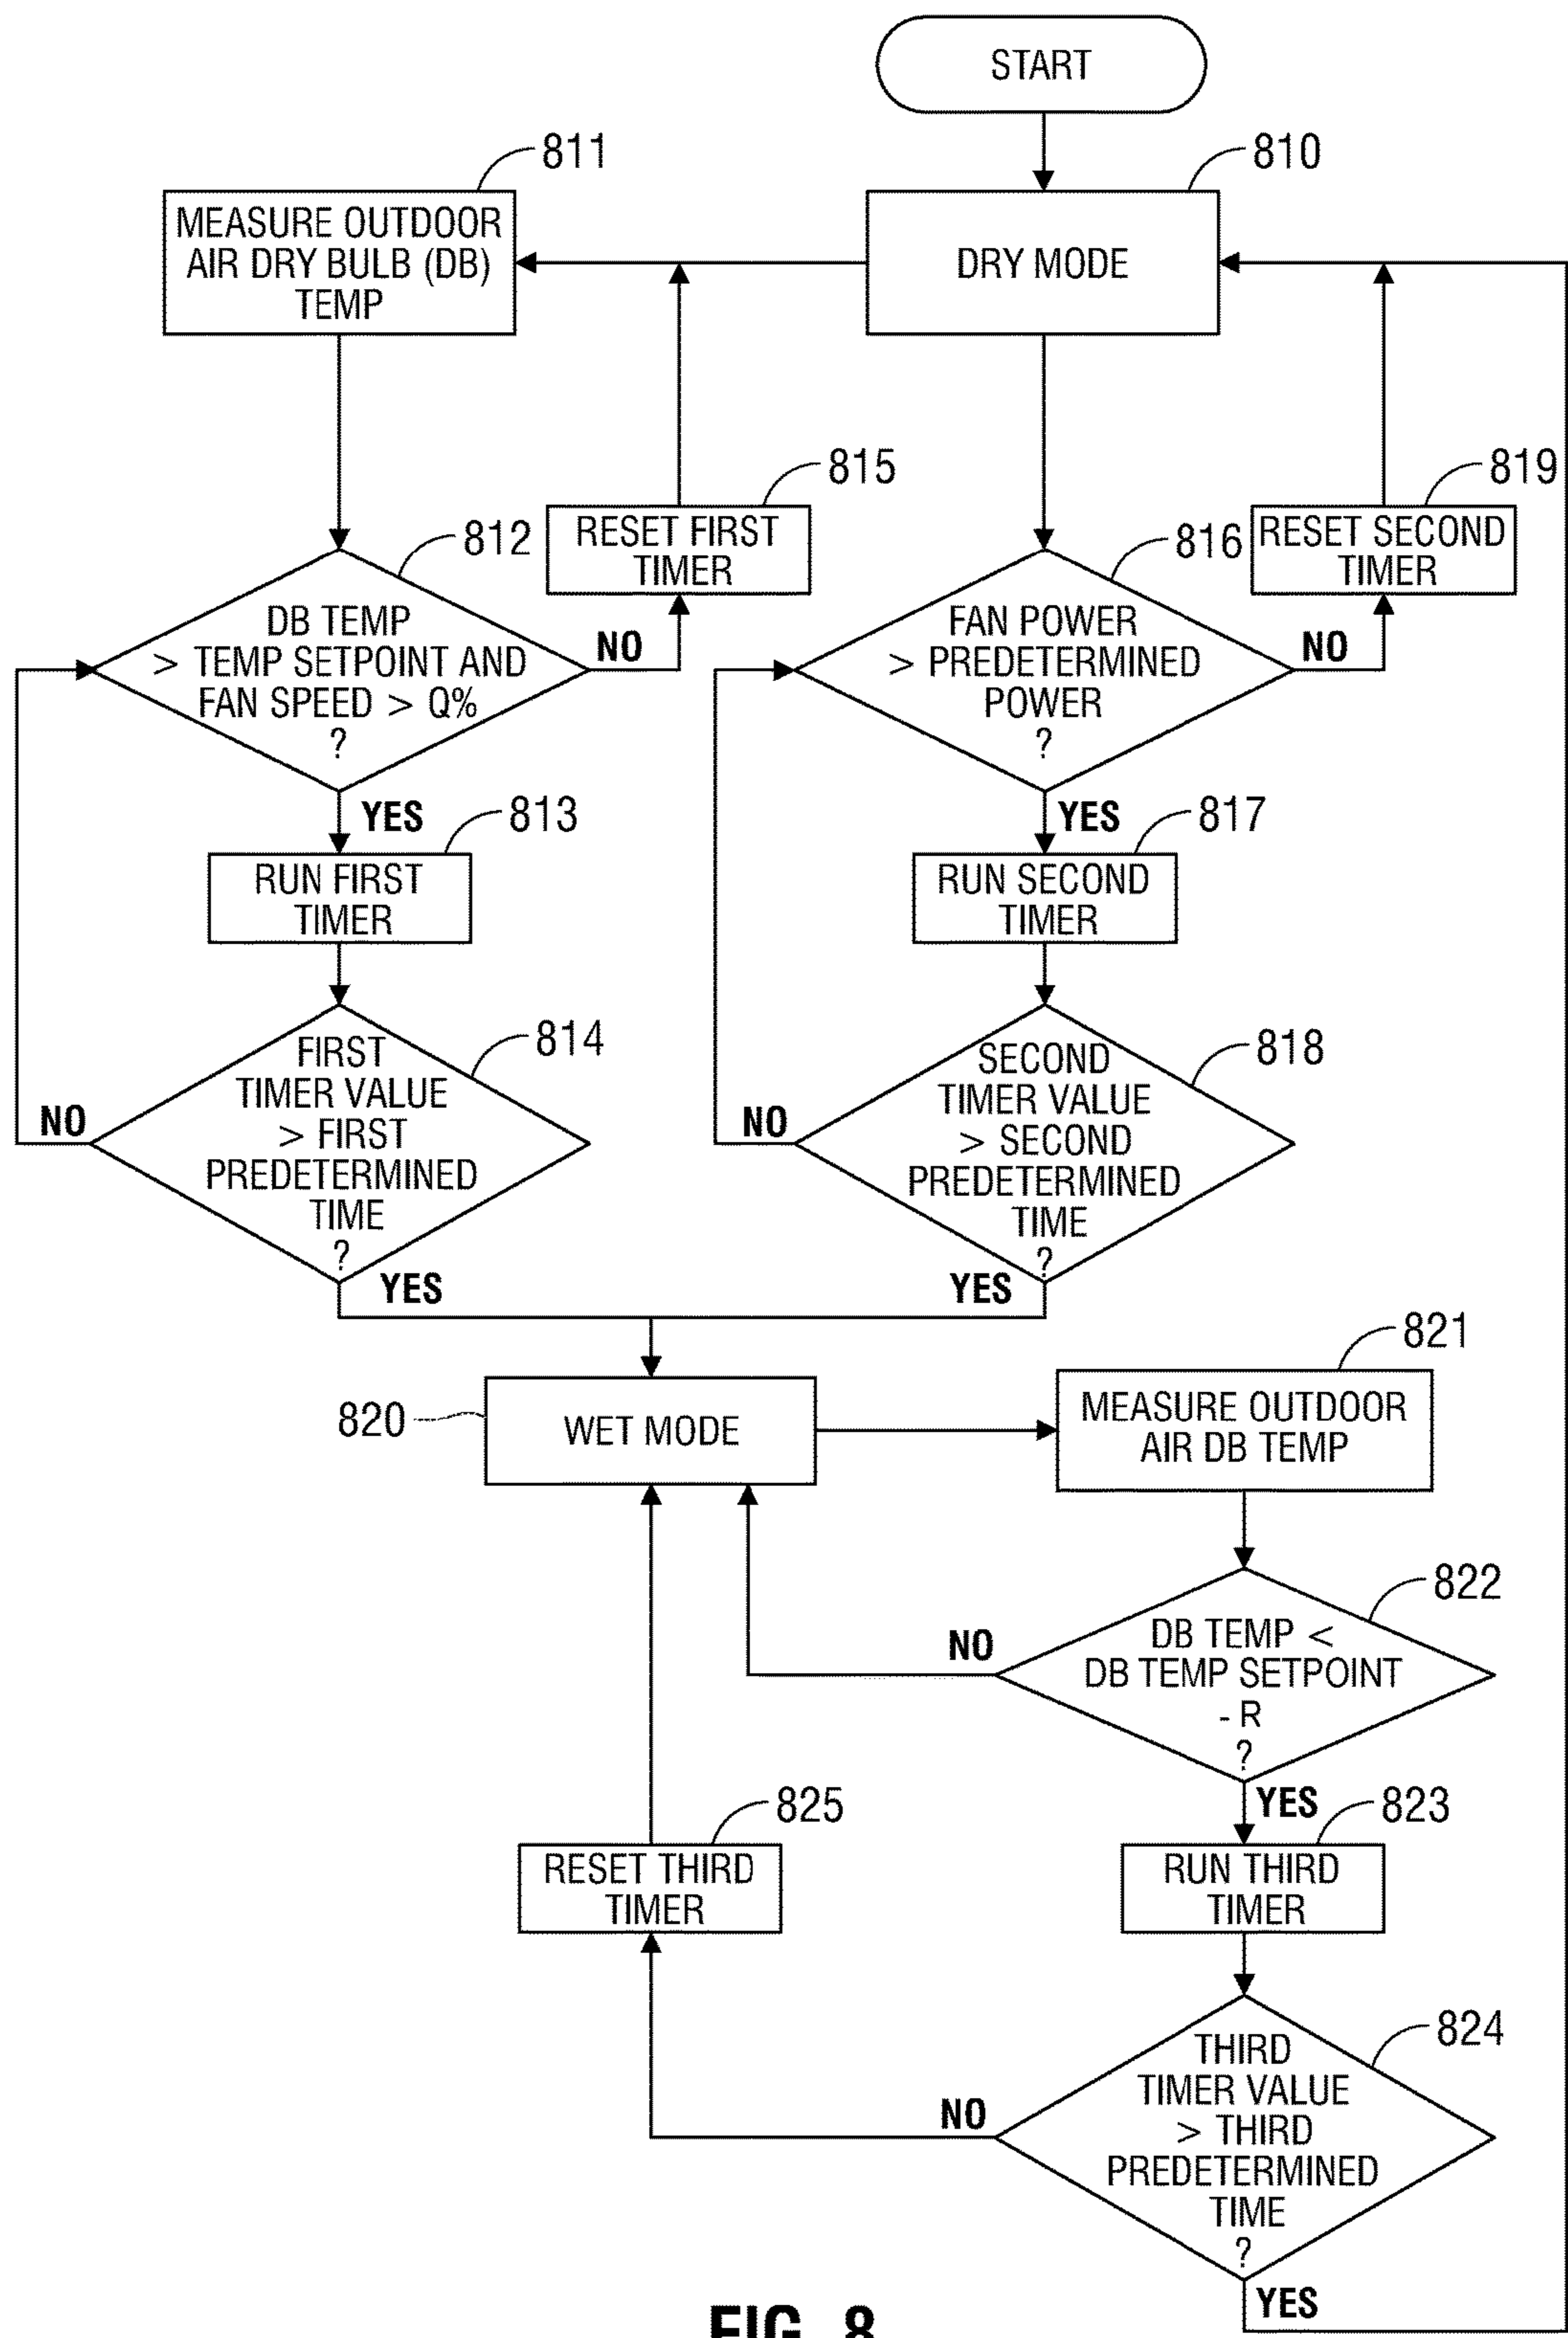 START
811
810
MEASURE OUTDOOR
AIR DRY BULB (DB)
TEMP
DRY MODE
815
819
812
RESET FIRST
TIMER
816
RESET SECOND
TIMER
DB TEMP
> TEMP SETPOINT AND
FAN SPEED > Q%
?
NO
FAN POWER
> PREDETERMINED
POWER
?
NO
YES
813
YES
817
RUN FIRST
TIMER
RUN SECOND
TIMER
814
818
FIRST
TIMER VALUE
> FIRST
PREDETERMINED
TIME
?
NO
SECOND
TIMER VALUE
> SECOND
PREDETERMINED
TIME
?
NO
YES
YES
821
820
WET MODE
MEASURE OUTDOOR
AIR DB TEMP
822
NO
DB TEMP <
DB TEMP SETPOINT
- R
?
825
YES
823
RESET THIRD
TIMER
RUN THIRD
TIMER
824
NO
THIRD
TIMER VALUE
> THIRD
PREDETERMINED
TIME
?
YES
FIG. 8